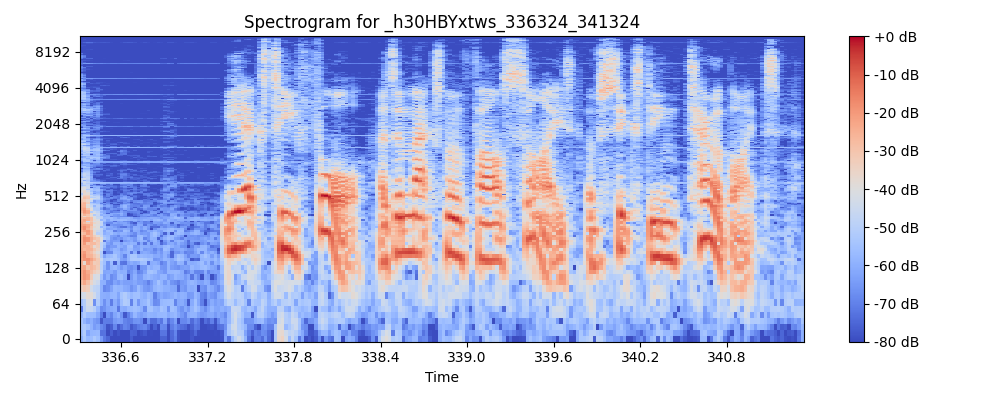 Spectrogram for _h30HBYxtws_336324_341324
Hz
8192
4096
2048
1024
512
256
128
64
0
336.6 337.2 337.8 338.4 339.0 339.6 340.2 340.8
Time
+0 dB
-10 dB
-20 dB
-30 dB
-40 dB
-50 dB
-60 dB
-70 dB
-80 dB